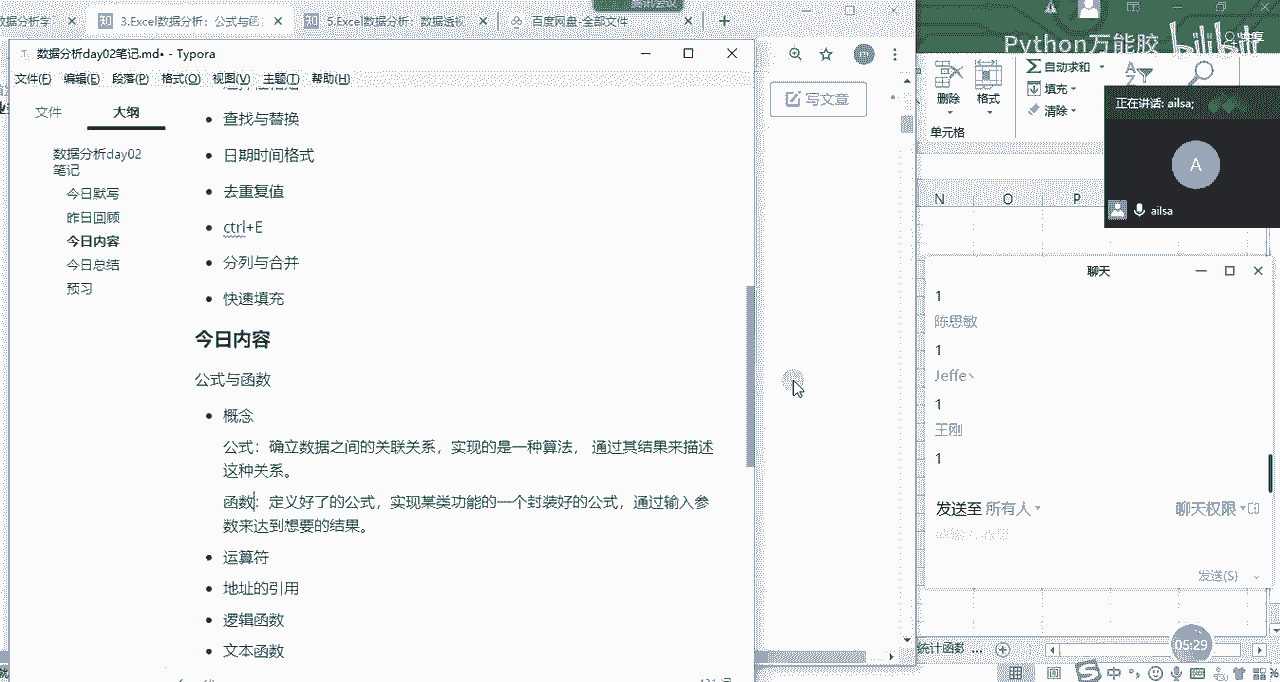 数据分析学
3.Excel数据分析：公式与函
5.Excel数据分析：数据透视
百度网盘-全部文件
腾讯会议
数据分析day02笔记.md• - Typora
文件(F) 编辑(E) 段落(P) 格式(O) 视图(V) 主题(T) 帮助(H)
文件 大纲
数据分析day02
笔记
今日默写
昨日回顾
今日内容
今日总结
预习
查找与替换
日期时间格式
去重复值
ctrl+E
分列与合并
快速填充
今日内容
公式与函数
概念
公式：确立数据之间的关联关系，实现的是一种算法， 通过其结果来描述
这种关系。
函数：定义好了的公式，实现某类功能的一个封装好的公式，通过输入参
数来达到想要的结果。
运算符
地址的引用
逻辑函数
文本函数
写文章
Python万能胶 bilibili
共享
删除
格式
自动求和
填充
清除
单元格
N O P
正在讲话: ailsa;
A
ailsa
聊天
1
陈思敏
1
Jeffe丶
1
王刚
1
发送至 所有人
聊天权限
发送(S)
统计函数 ...
05:29
中